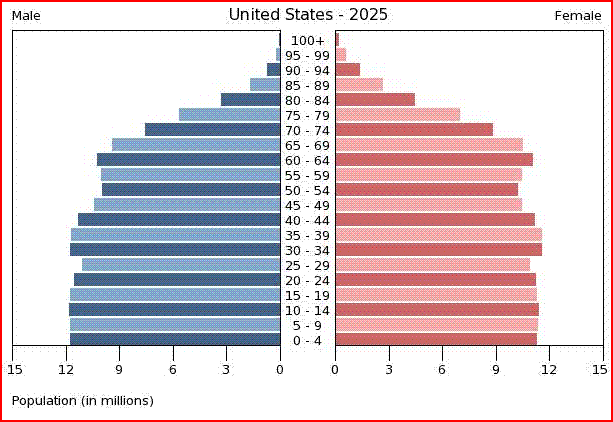 Male United States - 2025 Female
100+
95 - 99
90 - 94
85 - 89
80 - 84
75 - 79
70 - 74
65 - 69
60 - 64
55 - 59
50 - 54
45 - 49
40 - 44
35 - 39
30 - 34
25 - 29
20 - 24
15 - 19
10 - 14
5 - 9
0 - 4
15 12 9 6 3 0 0 3 6 9 12 15
Population (in millions)